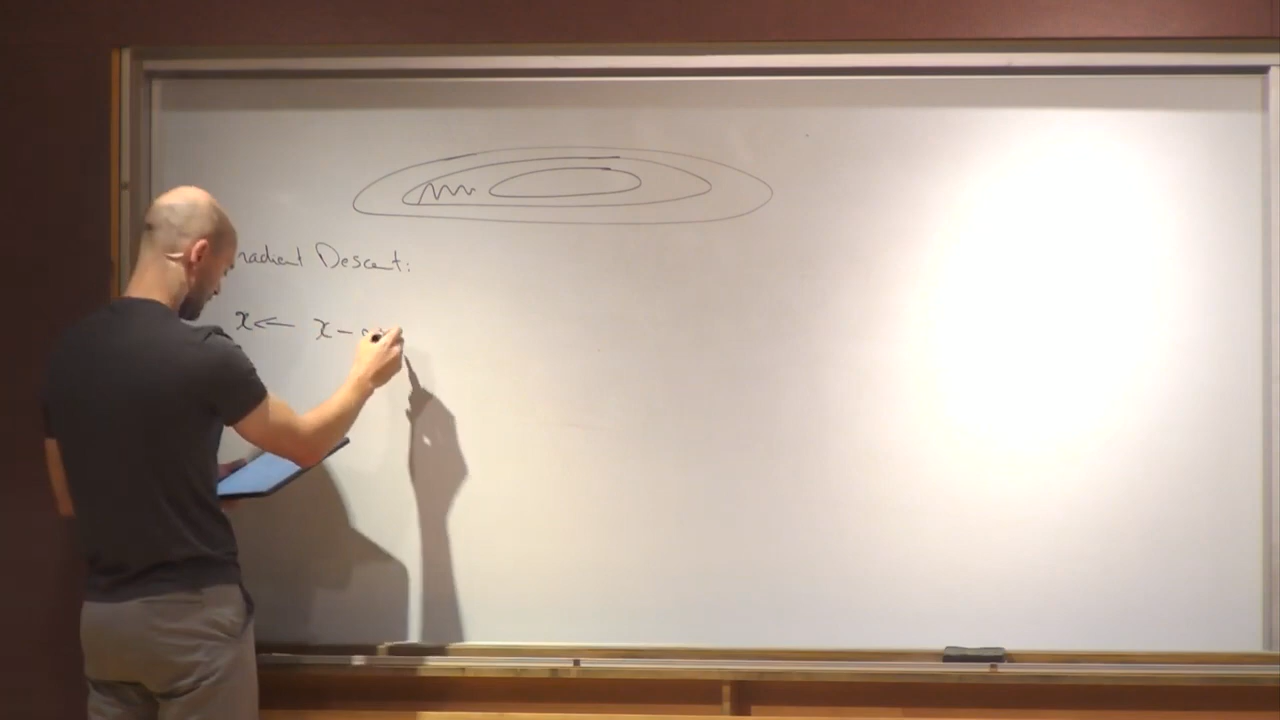 radient Descent:
x ← x –